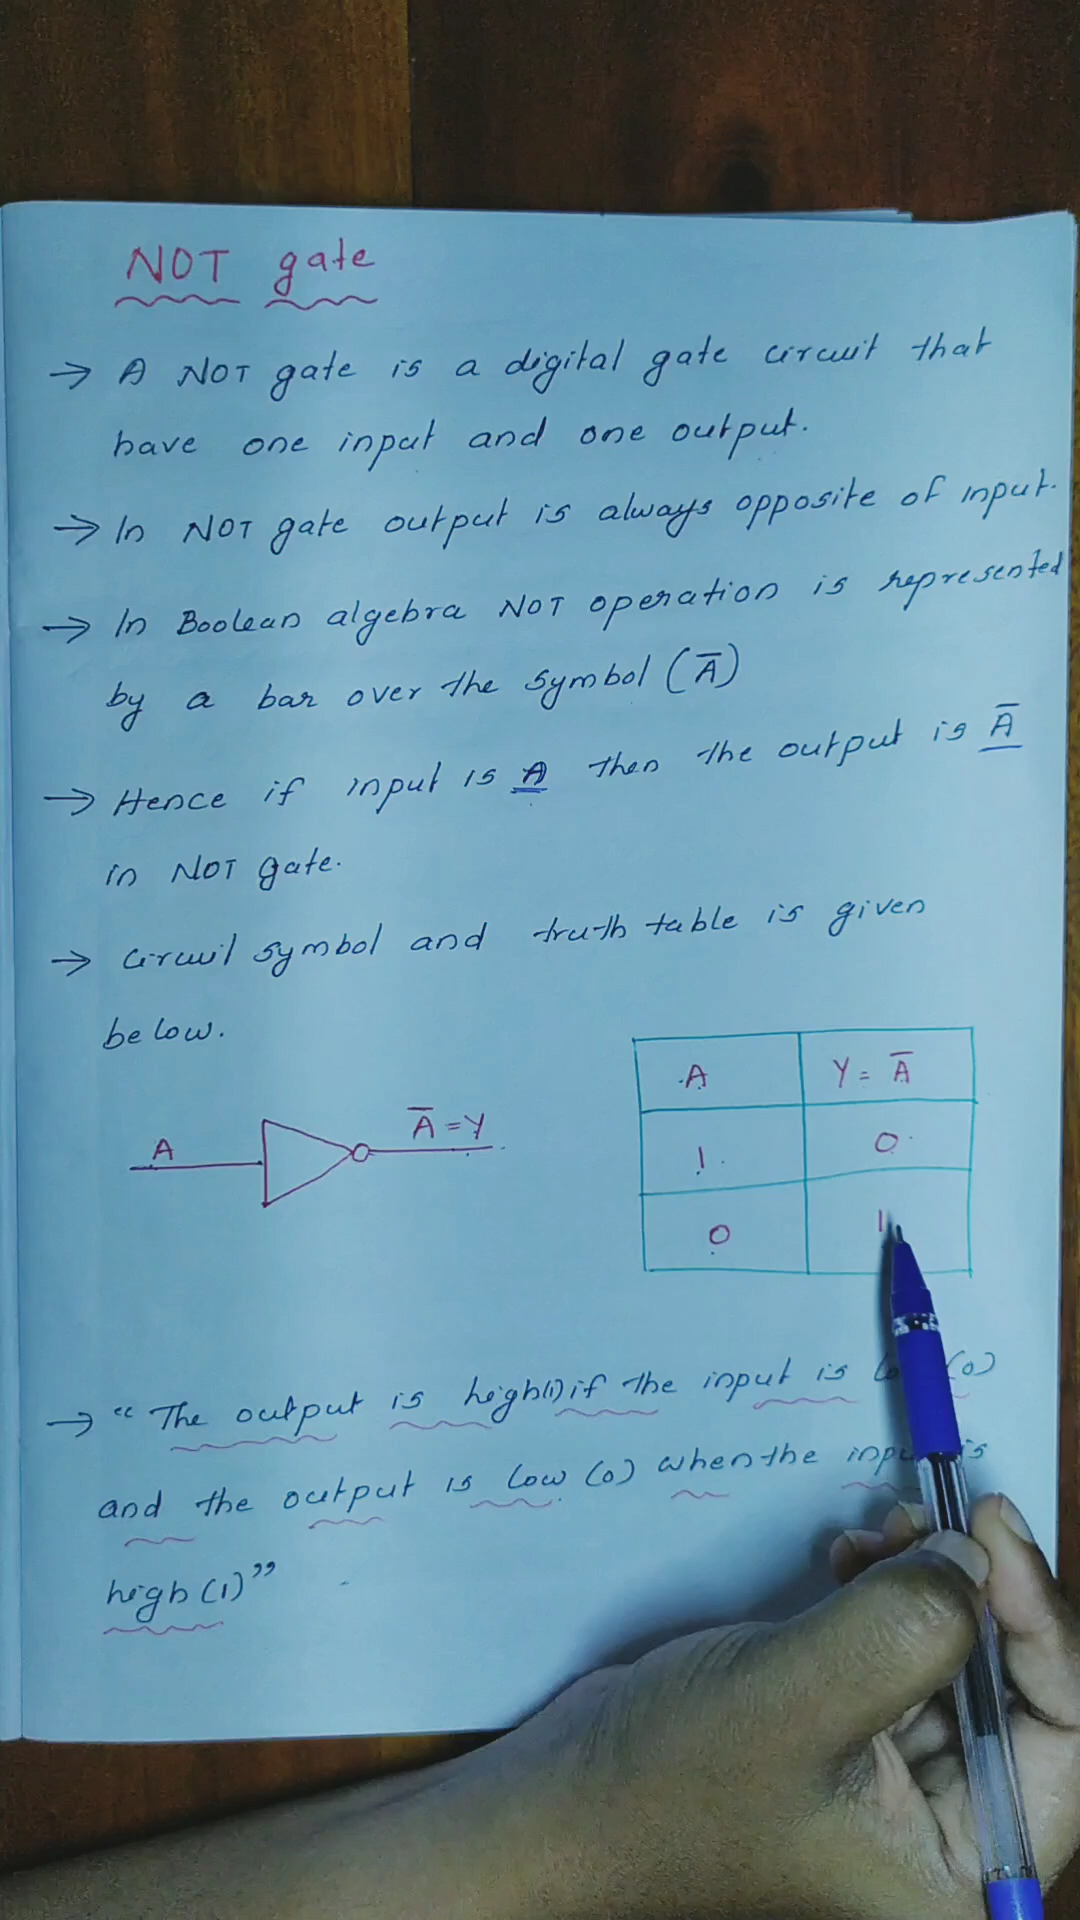 NOT gate
→ A NOT gate is a digital gate circuit that
have one input and one output.
→ In NOT gate output is always opposite of input.
→ In Boolean algebra NOT operation is represented
by a bar over the symbol (A̅)
→ Hence if input is A then the output is A̅
in NOT gate.
→ Circuit symbol and truth table is given
below.
A A̅ = Y
A Y = A̅
1 0
0 1
→ “The output is high(1) if the input is (0)
and the output is low (0) when the is
high (1)”